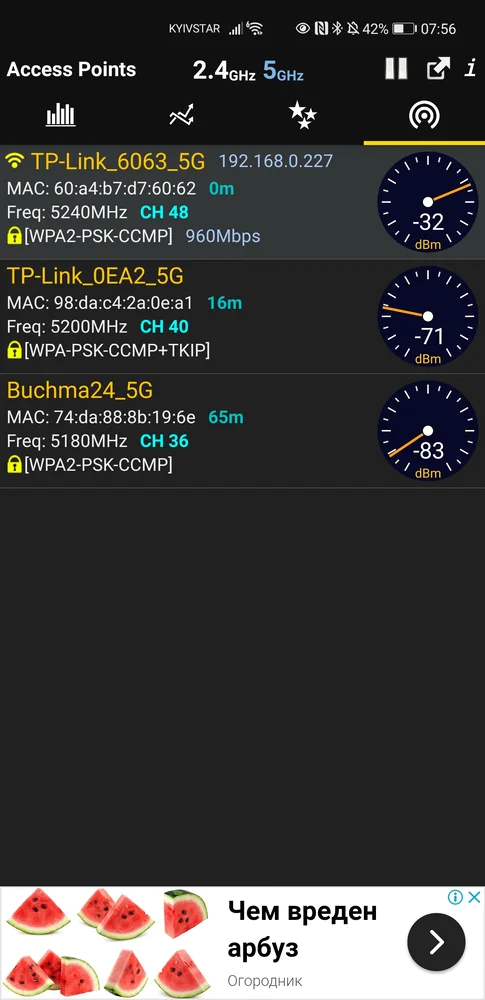 KYIVSTAR 6 42% 07:56
Access Points 2.4GHz 5GHz i
TP-Link_6063_5G 192.168.0.227
MAC: 60:a4:b7:d7:60:62 0m
Freq: 5240MHz CH 48
[WPA2-PSK-CCMP] 960Mbps
-32
dBm
TP-Link_0EA2_5G
MAC: 98:da:c4:2a:0e:a1 16m
Freq: 5200MHz CH 40
[WPA-PSK-CCMP+TKIP]
-71
dBm
Buchma24_5G
MAC: 74:da:88:8b:19:6e 65m
Freq: 5180MHz CH 36
[WPA2-PSK-CCMP]
-83
dBm
Чем вреден
арбуз
Огородник